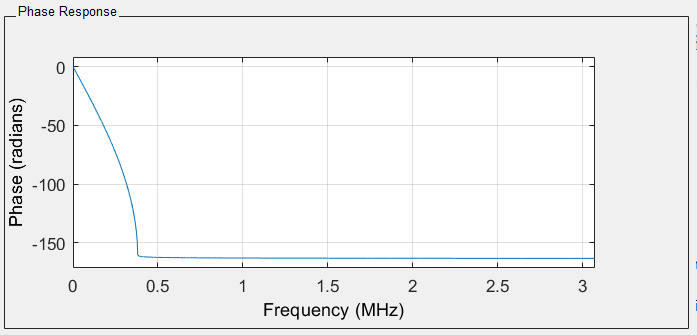 Phase Response
Phase (radians)
0
-50
-100
-150
0 0.5 1 1.5 2 2.5 3
Frequency (MHz)